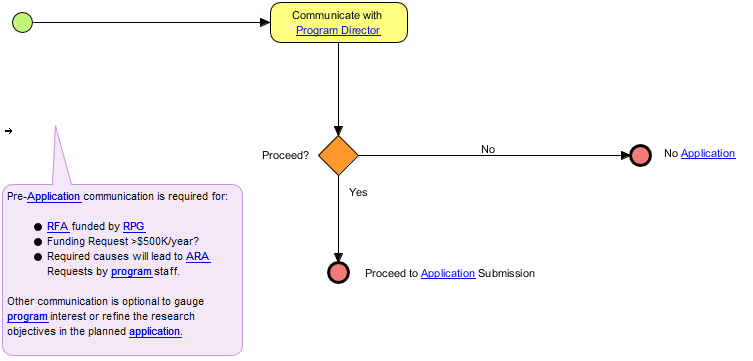 Communicate with
Program Director
Proceed?
No
No Application
Yes
Proceed to Application Submission
Pre-Application communication is required for:
● RFA funded by RPG
● Funding Request >$500K/year?
● Required causes will lead to ARA
Requests by program staff.
Other communication is optional to gauge
program interest or refine the research
objectives in the planned application.